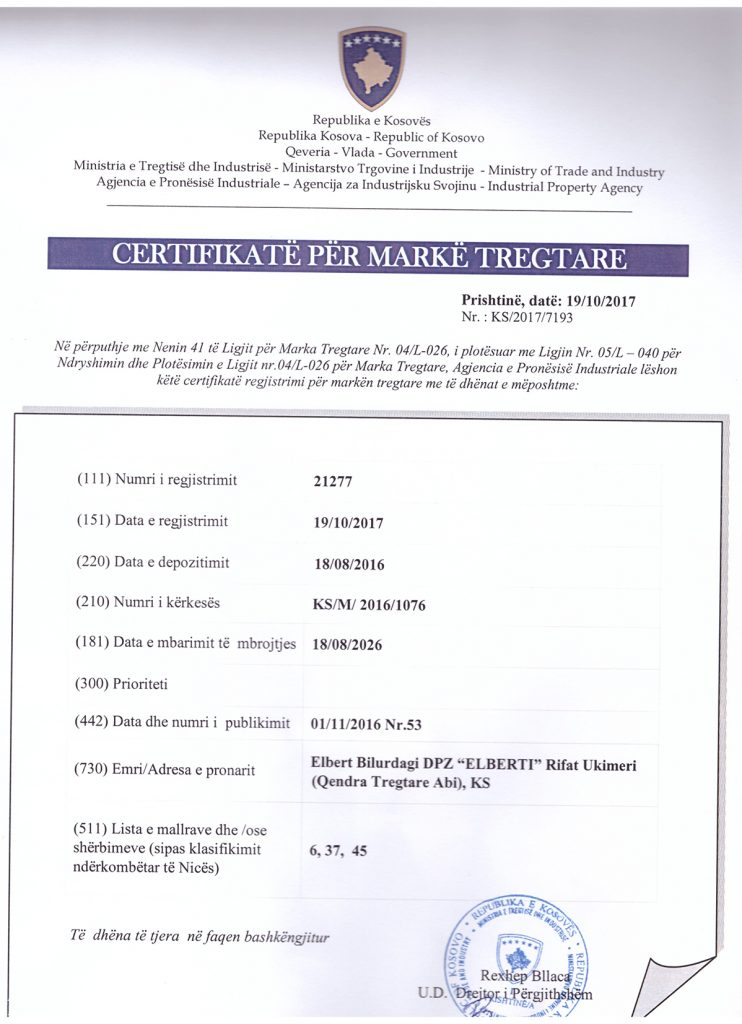 Republika e Kosovës
Republika Kosova - Republic of Kosovo
Qeveria - Vlada - Government
Ministria e Tregtisë dhe Industrisë - Ministarstvo Trgovine i Industrije - Ministry of Trade and Industry
Agjencia e Pronësisë Industriale – Agencija za Industrijsku Svojinu - Industrial Property Agency
CERTIFIKATË PËR MARKË TREGTARE
Prishtinë, datë: 19/10/2017
Nr. : KS/2017/7193
Në përputhje me Nenin 41 të Ligjit për Marka Tregtare Nr. 04/L-026, i plotësuar me Ligjin Nr. 05/L – 040 për
Ndryshimin dhe Plotësimin e Ligjit nr.04/L-026 për Marka Tregtare, Agjencia e Pronësisë Industriale lëshon
këtë certifikatë regjistrimi për markën tregtare me të dhënat e mëposhtme:
(111) Numri i regjistrimit 21277
(151) Data e regjistrimit 19/10/2017
(220) Data e depozitimit 18/08/2016
(210) Numri i kërkesës KS/M/ 2016/1076
(181) Data e mbarimit të mbrojtjes 18/08/2026
(300) Prioriteti
(442) Data dhe numri i publikimit 01/11/2016 Nr.53
(730) Emri/Adresa e pronarit Elbert Bilurdagi DPZ “ELBERTI” Rifat Ukimeri
(Qendra Tregtare Abi), KS
(511) Lista e mallrave dhe /ose
shërbimeve (sipas klasifikimit
ndërkombëtar të Nicës)
6, 37, 45
Të dhëna të tjera në faqen bashkëngjitur
REPUBLIKA E KOSOVËS
MINISTRIA E TREGTISË DHE INDUSTRISË
Rexhep Bllaca
U.D. Drejtor i Përgjithshëm